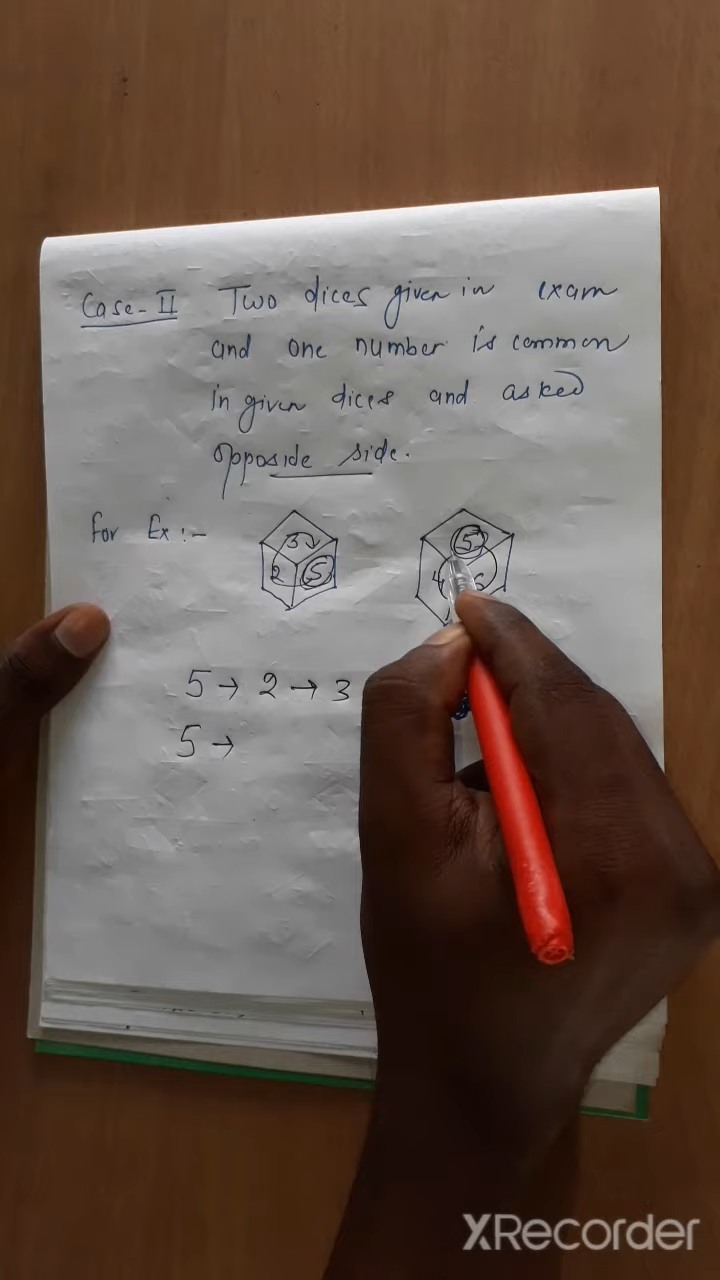 Case-II Two dices given in exam
and one number is common
in given dices and asked
opposide side.
For Ex:-
3
2 5
5
4 6
5 → 2 → 3
5 →
XRecorder